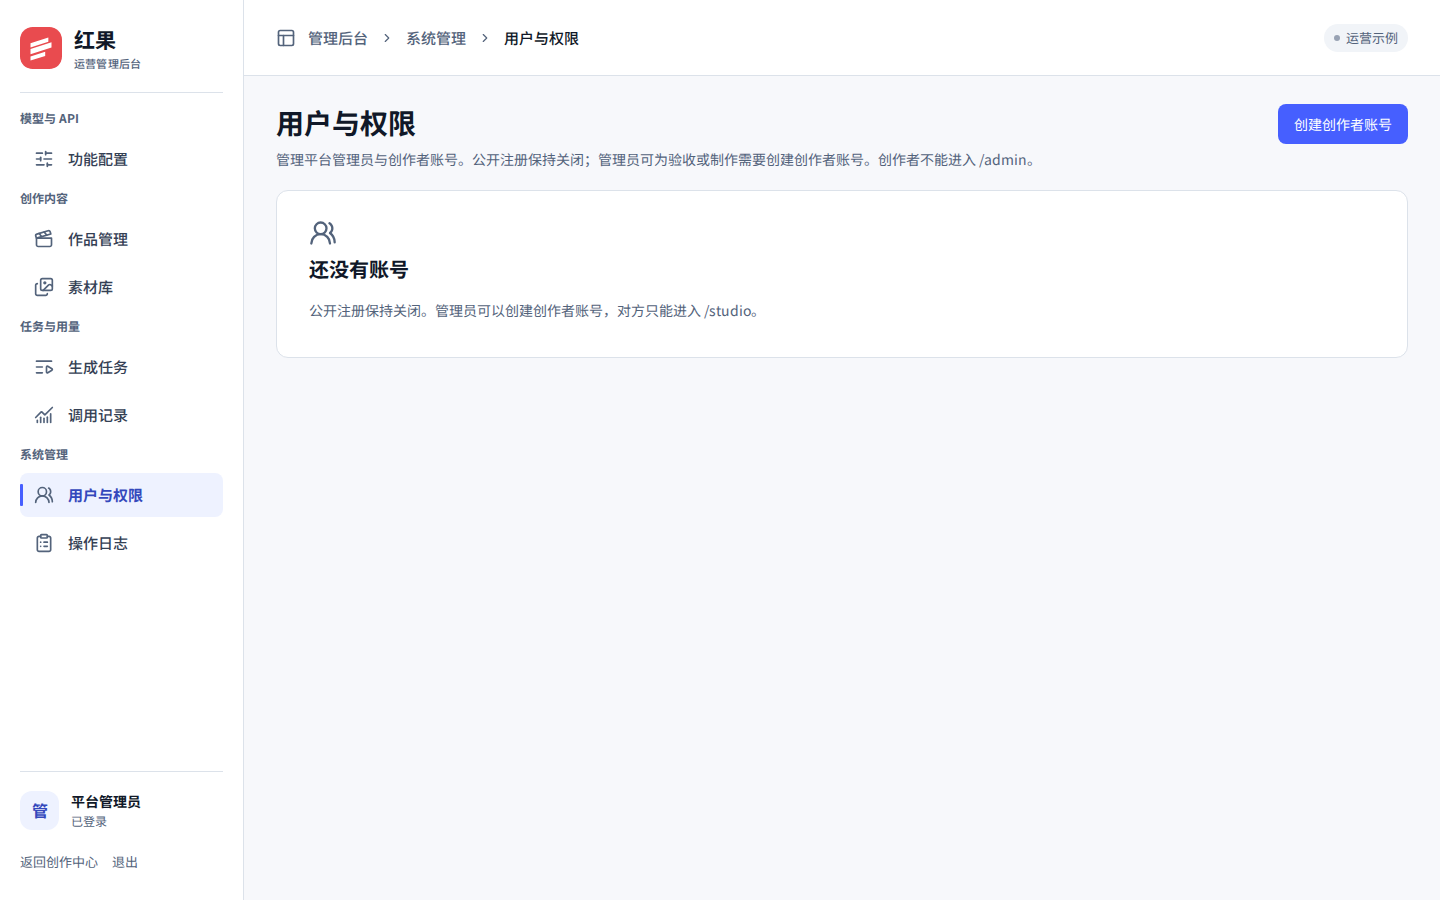 红果
运营管理后台
模型与 API
功能配置
创作内容
作品管理
素材库
任务与用量
生成任务
调用记录
系统管理
用户与权限
操作日志
管
平台管理员
已登录
返回创作中心 退出
管理后台 > 系统管理 > 用户与权限
运营示例
用户与权限
创建创作者账号
管理平台管理员与创作者账号。公开注册保持关闭；管理员可为验收或制作需要创建创作者账号。创作者不能进入 /admin。
还没有账号
公开注册保持关闭。管理员可以创建创作者账号，对方只能进入 /studio。